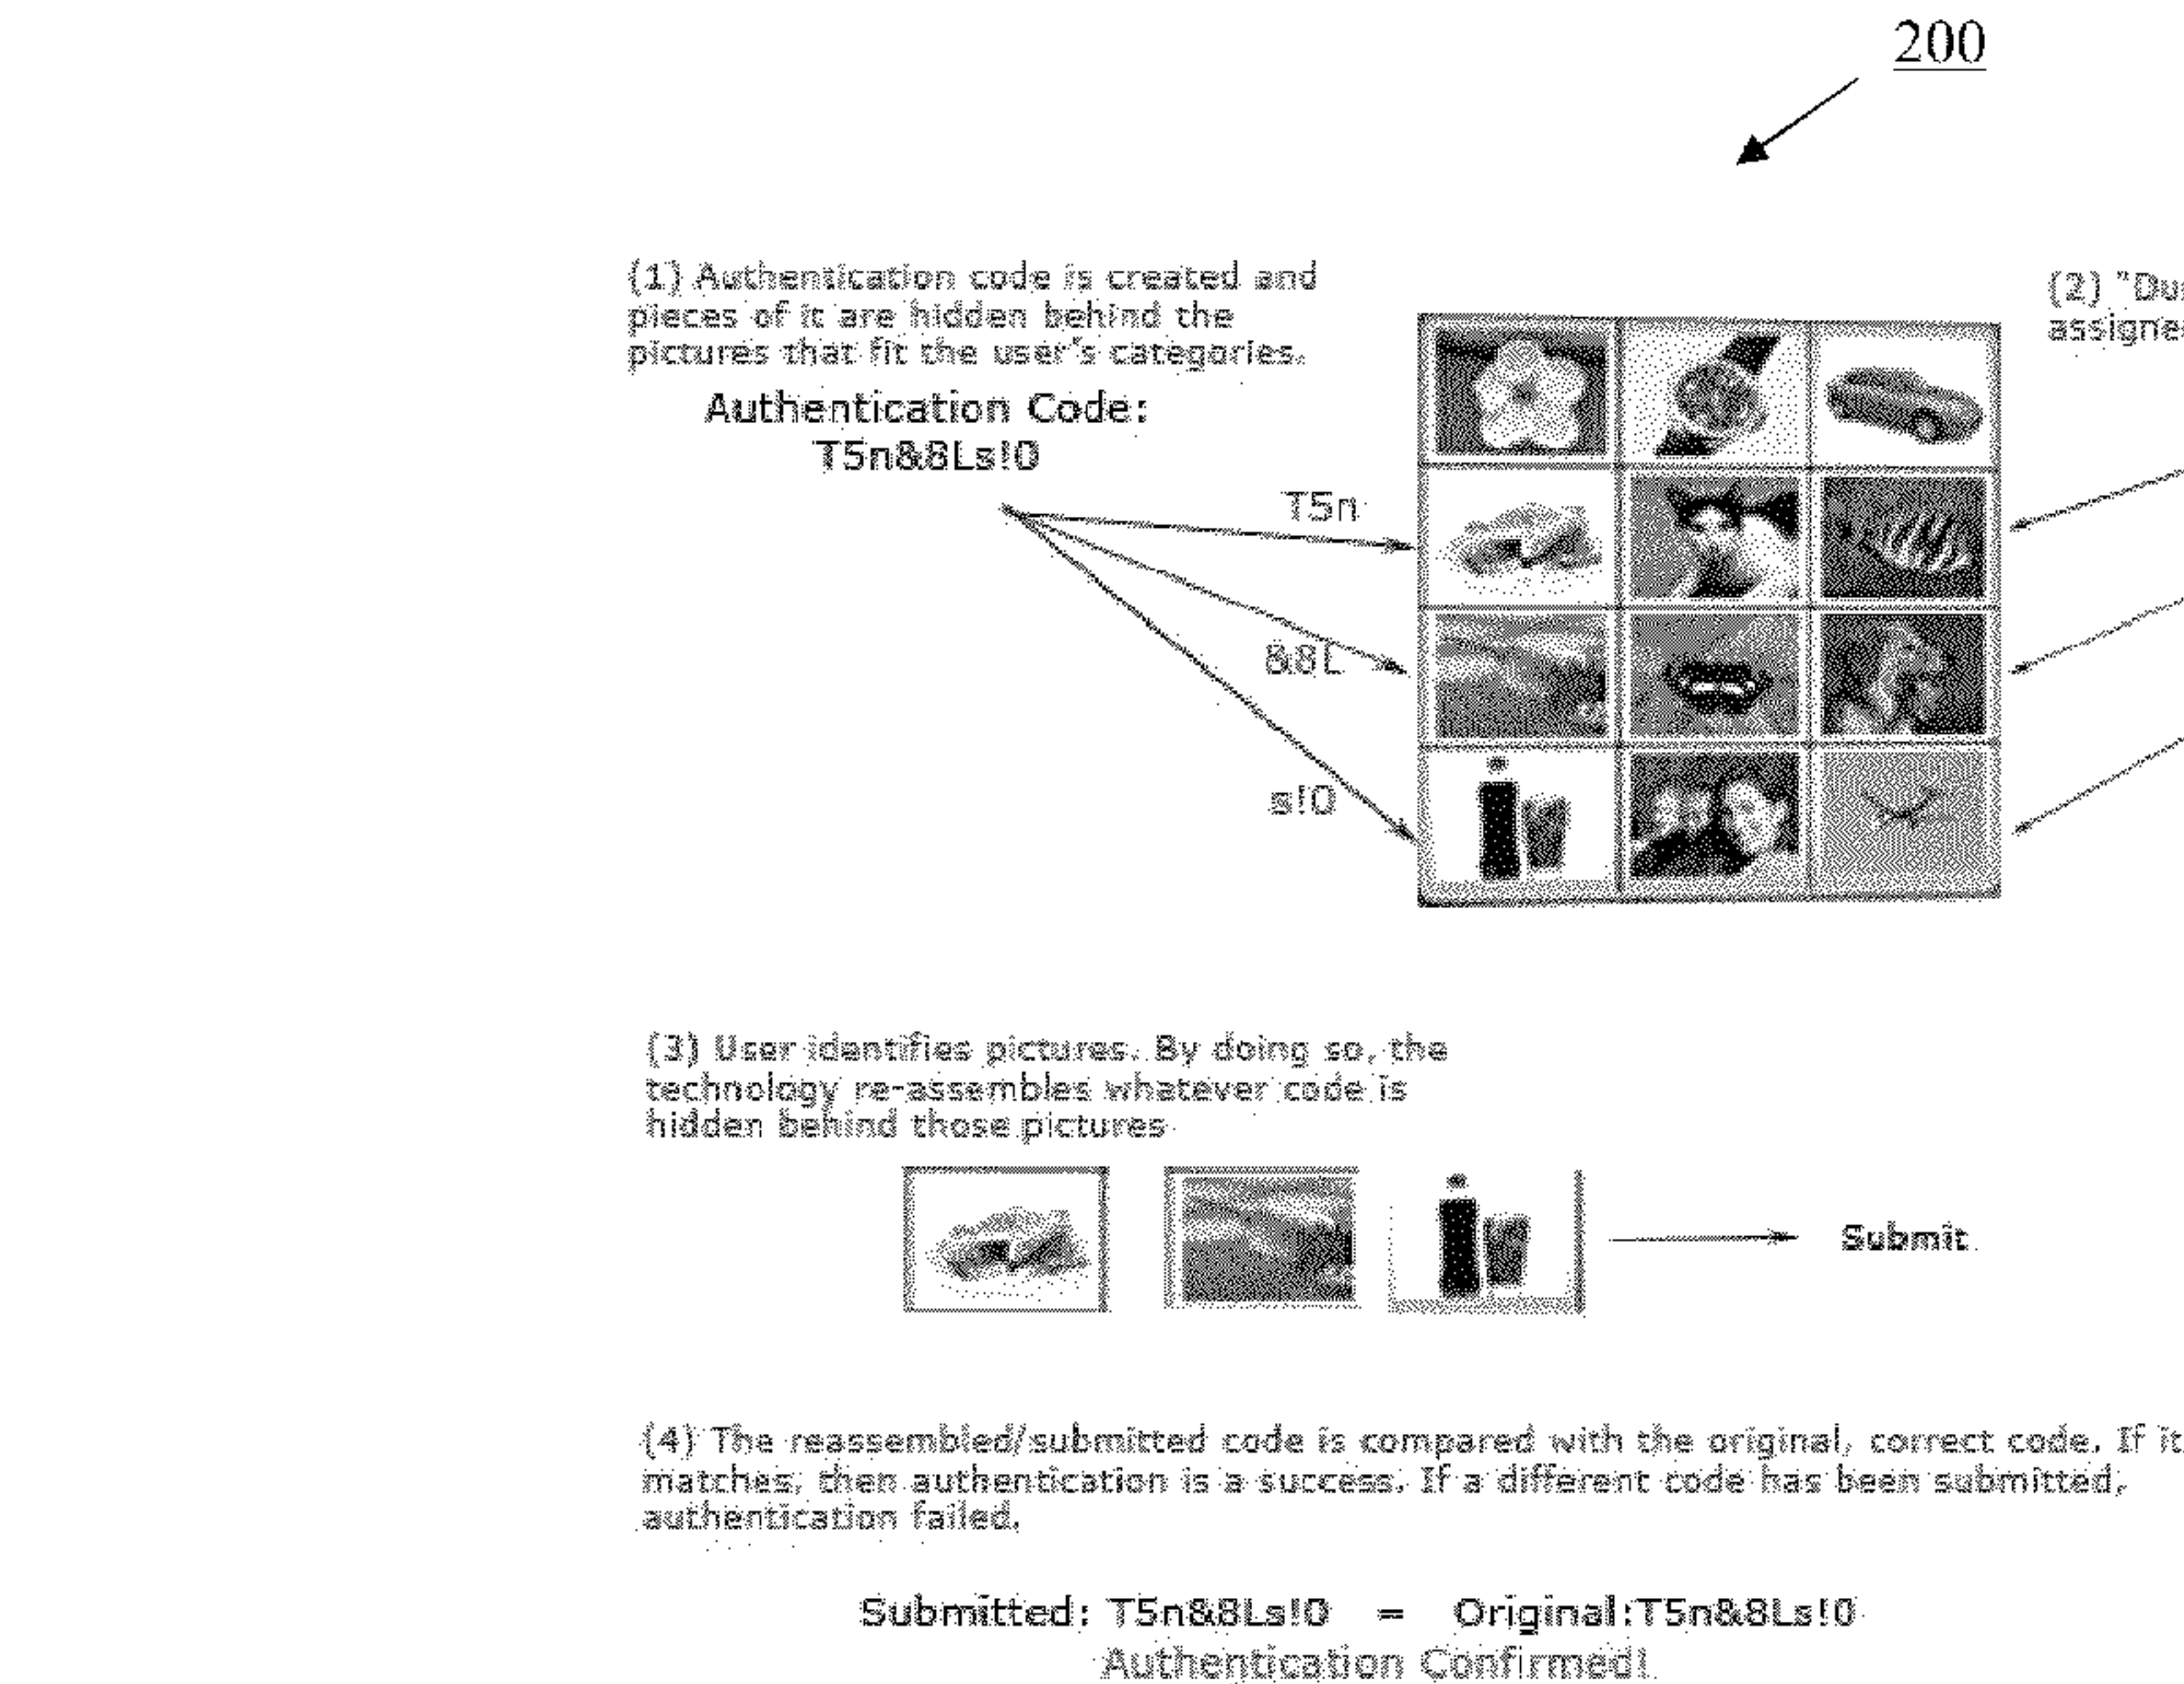 200
(1) Authentication code is created and
pieces of it are hidden behind the
pictures that fit the user's categories.
Authentication Code:
T5n&8Ls!0
T5n
&8L
s!0
(2)
(3) User identifies pictures. By doing so, the
technology re-assembles whatever code is
hidden behind those pictures
Submit
(4) The reassembled/submitted code is compared with the original, correct code. If it
matches, then authentication is a success. If a different code has been submitted,
authentication failed.
Submitted: T5n&8Ls!0 = Original:T5n&8Ls!0
Authentication Confirmed!